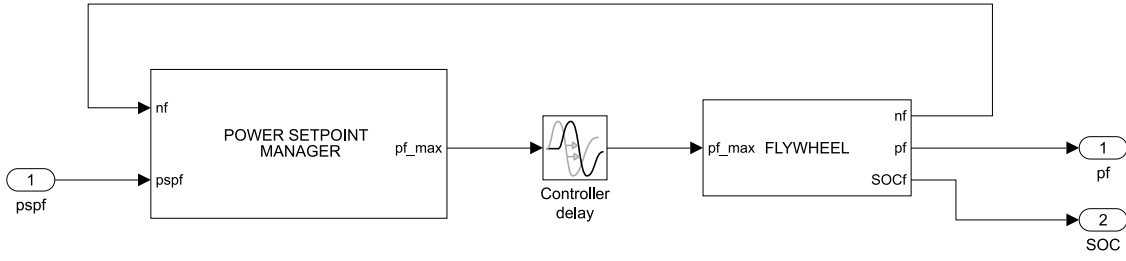 nf
POWER SETPOINT
MANAGER
pf_max
pspf
1
pspf
Controller
delay
pf_max
FLYWHEEL
nf
pf
SOCf
1
pf
2
SOC